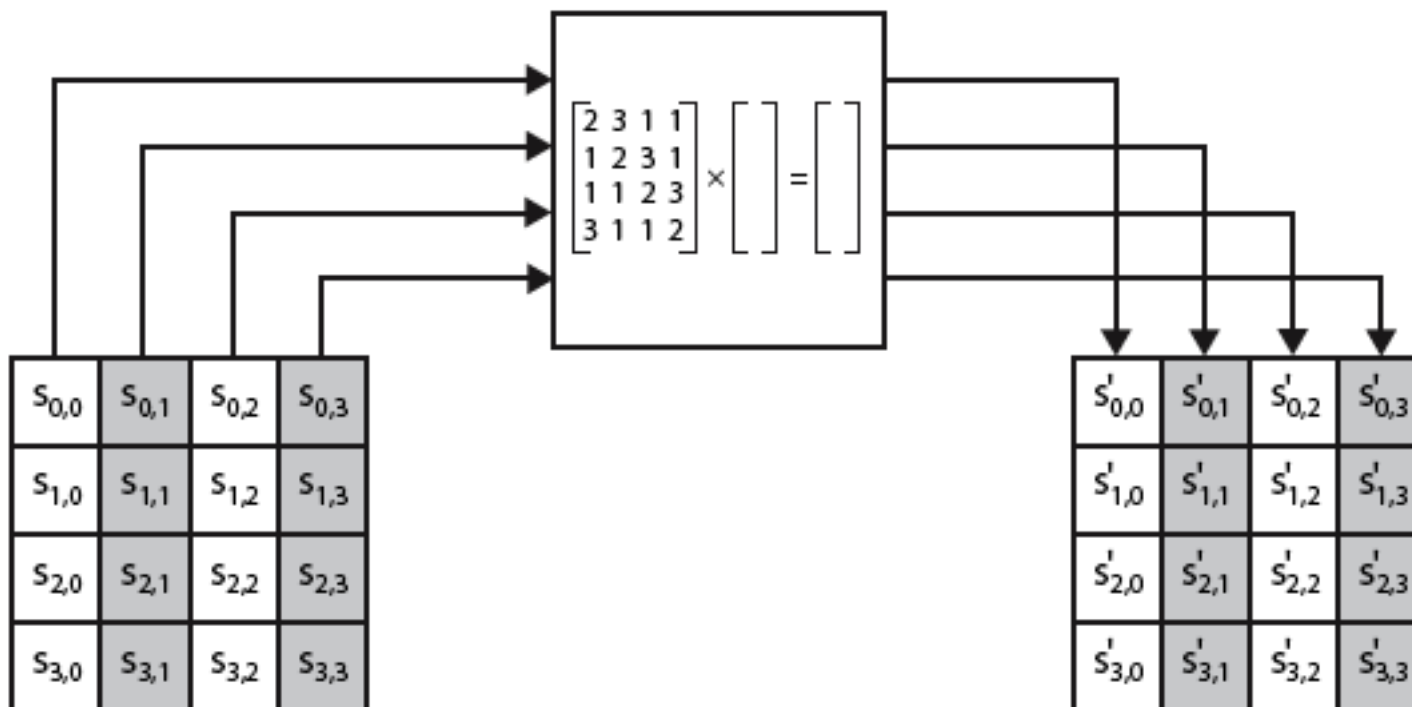 2 3 1 1
1 2 3 1
1 1 2 3
3 1 1 2
× =
S0,0 S0,1 S0,2 S0,3
S1,0 S1,1 S1,2 S1,3
S2,0 S2,1 S2,2 S2,3
S3,0 S3,1 S3,2 S3,3
S'0,0 S'0,1 S'0,2 S'0,3
S'1,0 S'1,1 S'1,2 S'1,3
S'2,0 S'2,1 S'2,2 S'2,3
S'3,0 S'3,1 S'3,2 S'3,3